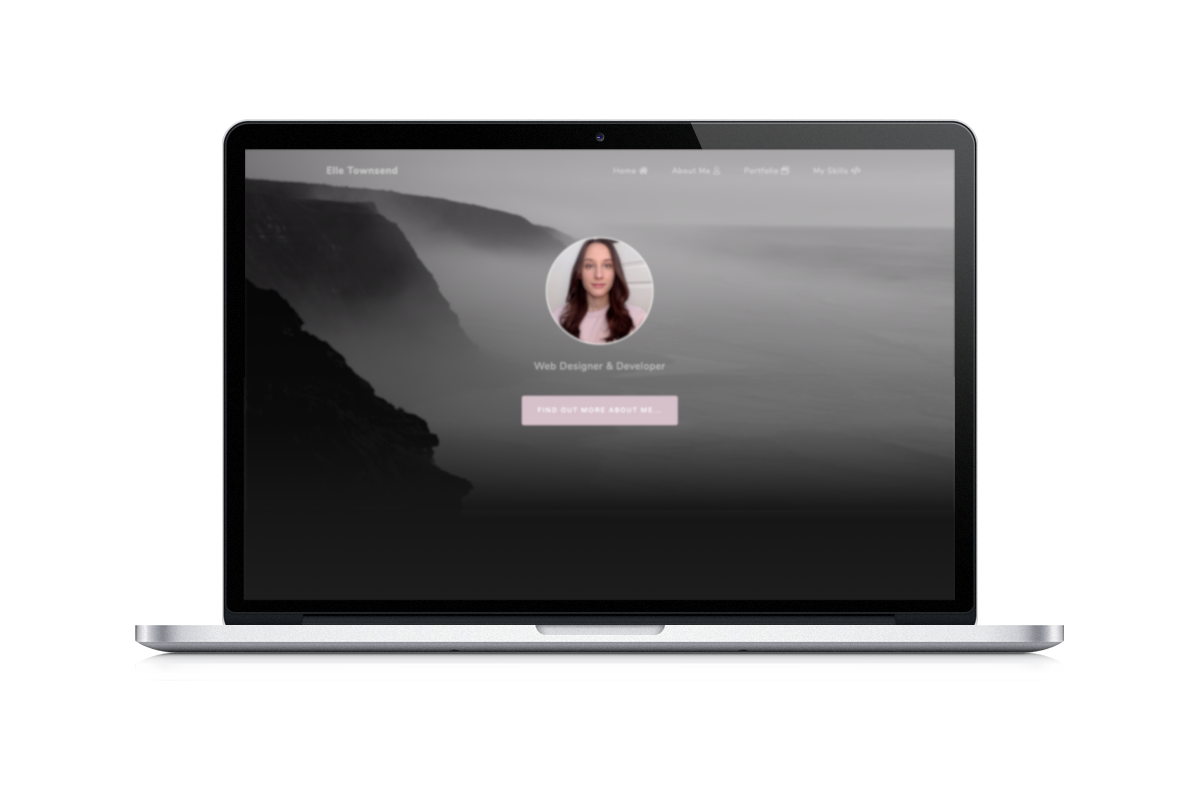 Elle Townsend
Home
About Me
Portfolio
My Skills
Web Designer & Developer
FIND OUT MORE ABOUT ME...